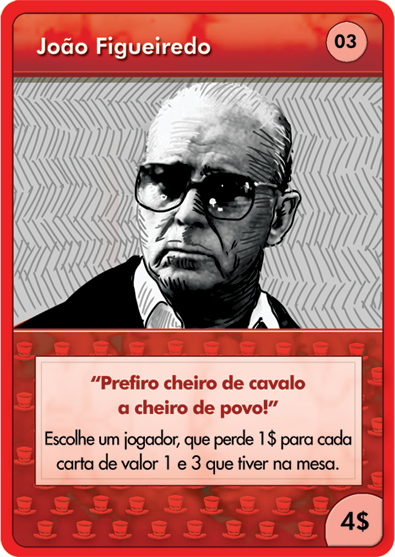 João Figueiredo
03
“Prefiro cheiro de cavalo
a cheiro de povo!”
Escolhe um jogador, que perde 1$ para cada
carta de valor 1 e 3 que tiver na mesa.
4$